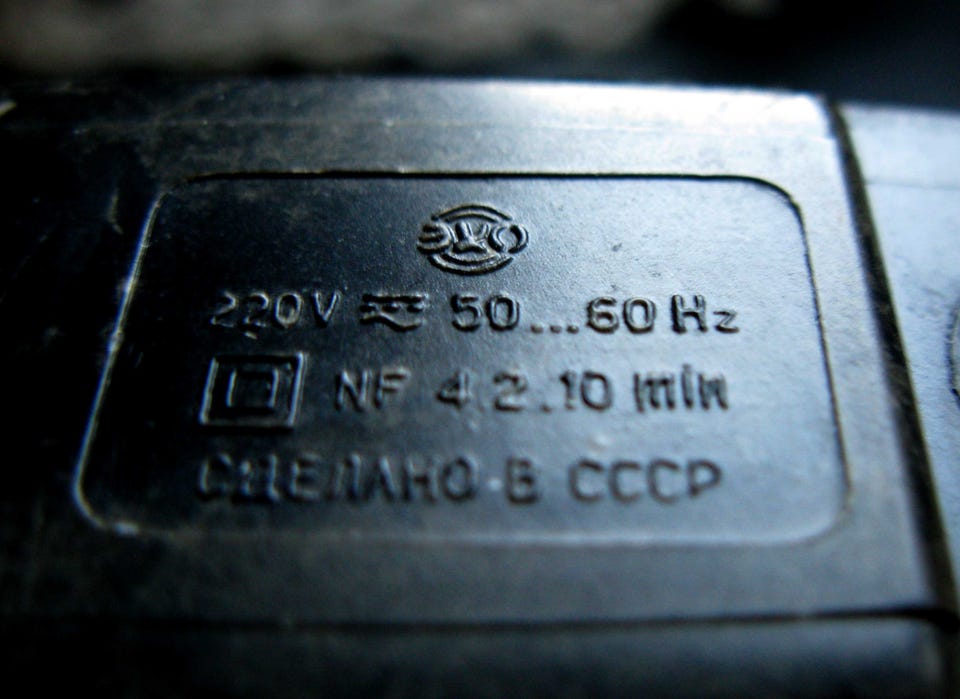 220V ⎓ 50...60 Hz
NF 4.2.10 min
СДЕЛАНО В СССР